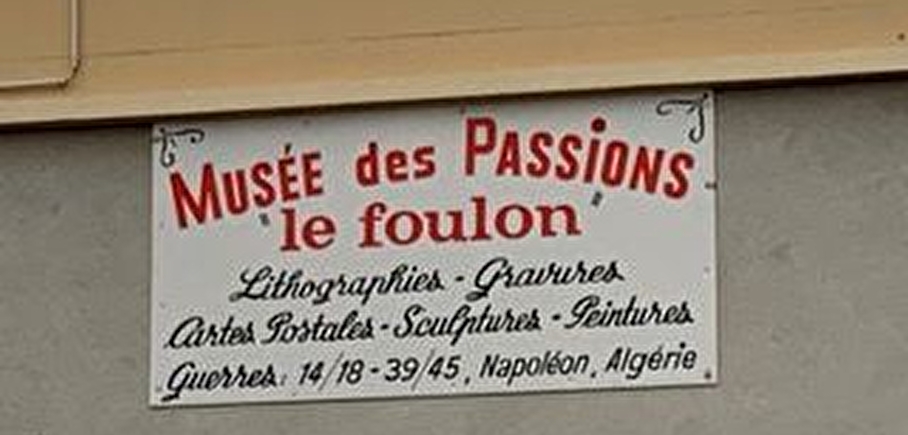 MUSÉE des PASSiONS
"le foulon"
Lithographies - Gravures
Cartes Postales - Sculptures - Peintures
Guerres: 14/18 - 39/45, Napoléon, Algérie